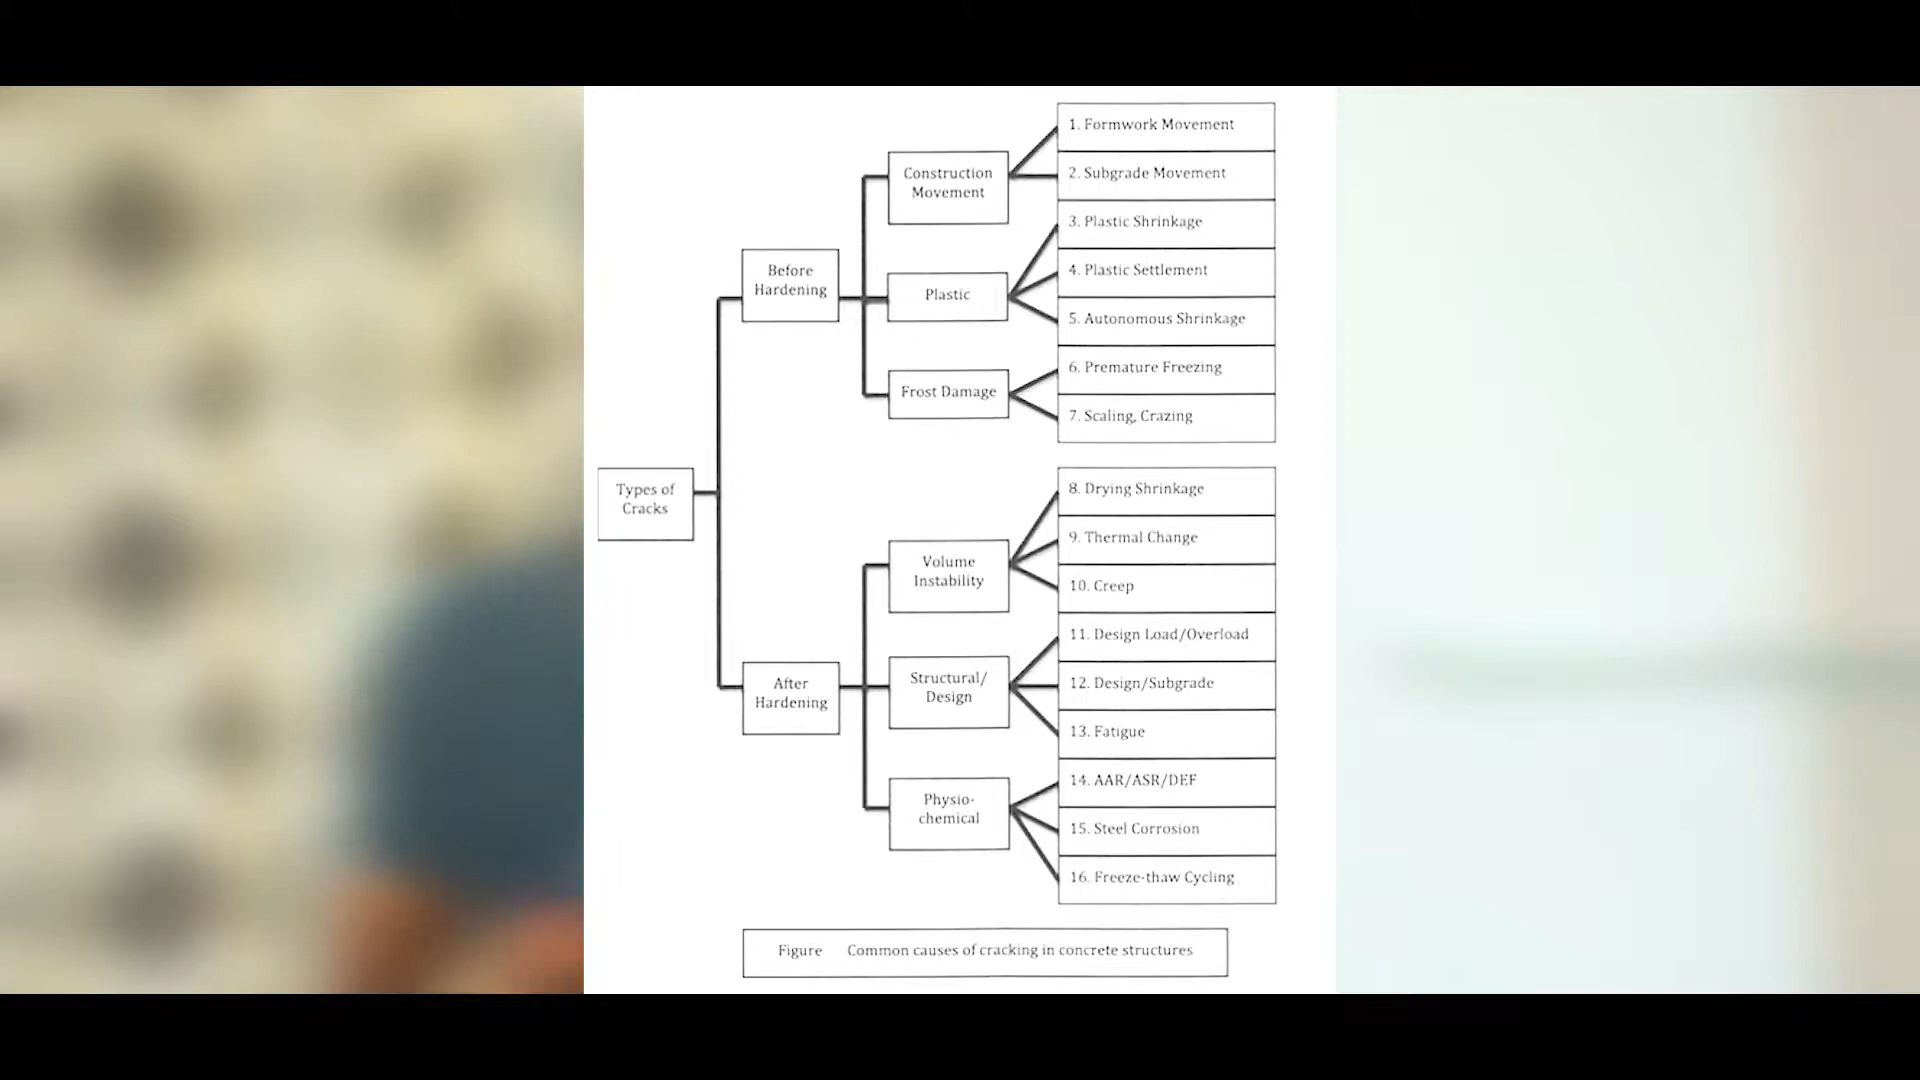 Types of
Cracks
Before
Hardening
Construction
Movement
1. Formwork Movement
2. Subgrade Movement
Plastic
3. Plastic Shrinkage
4. Plastic Settlement
5. Autonomous Shrinkage
Frost Damage
6. Premature Freezing
7. Scaling, Crazing
After
Hardening
Volume
Instability
8. Drying Shrinkage
9. Thermal Change
10. Creep
Structural/
Design
11. Design Load/Overload
12. Design/Subgrade
13. Fatigue
Physio-
chemical
14. AAR/ASR/DEF
15. Steel Corrosion
16. Freeze-thaw Cycling
Figure Common causes of cracking in concrete structures